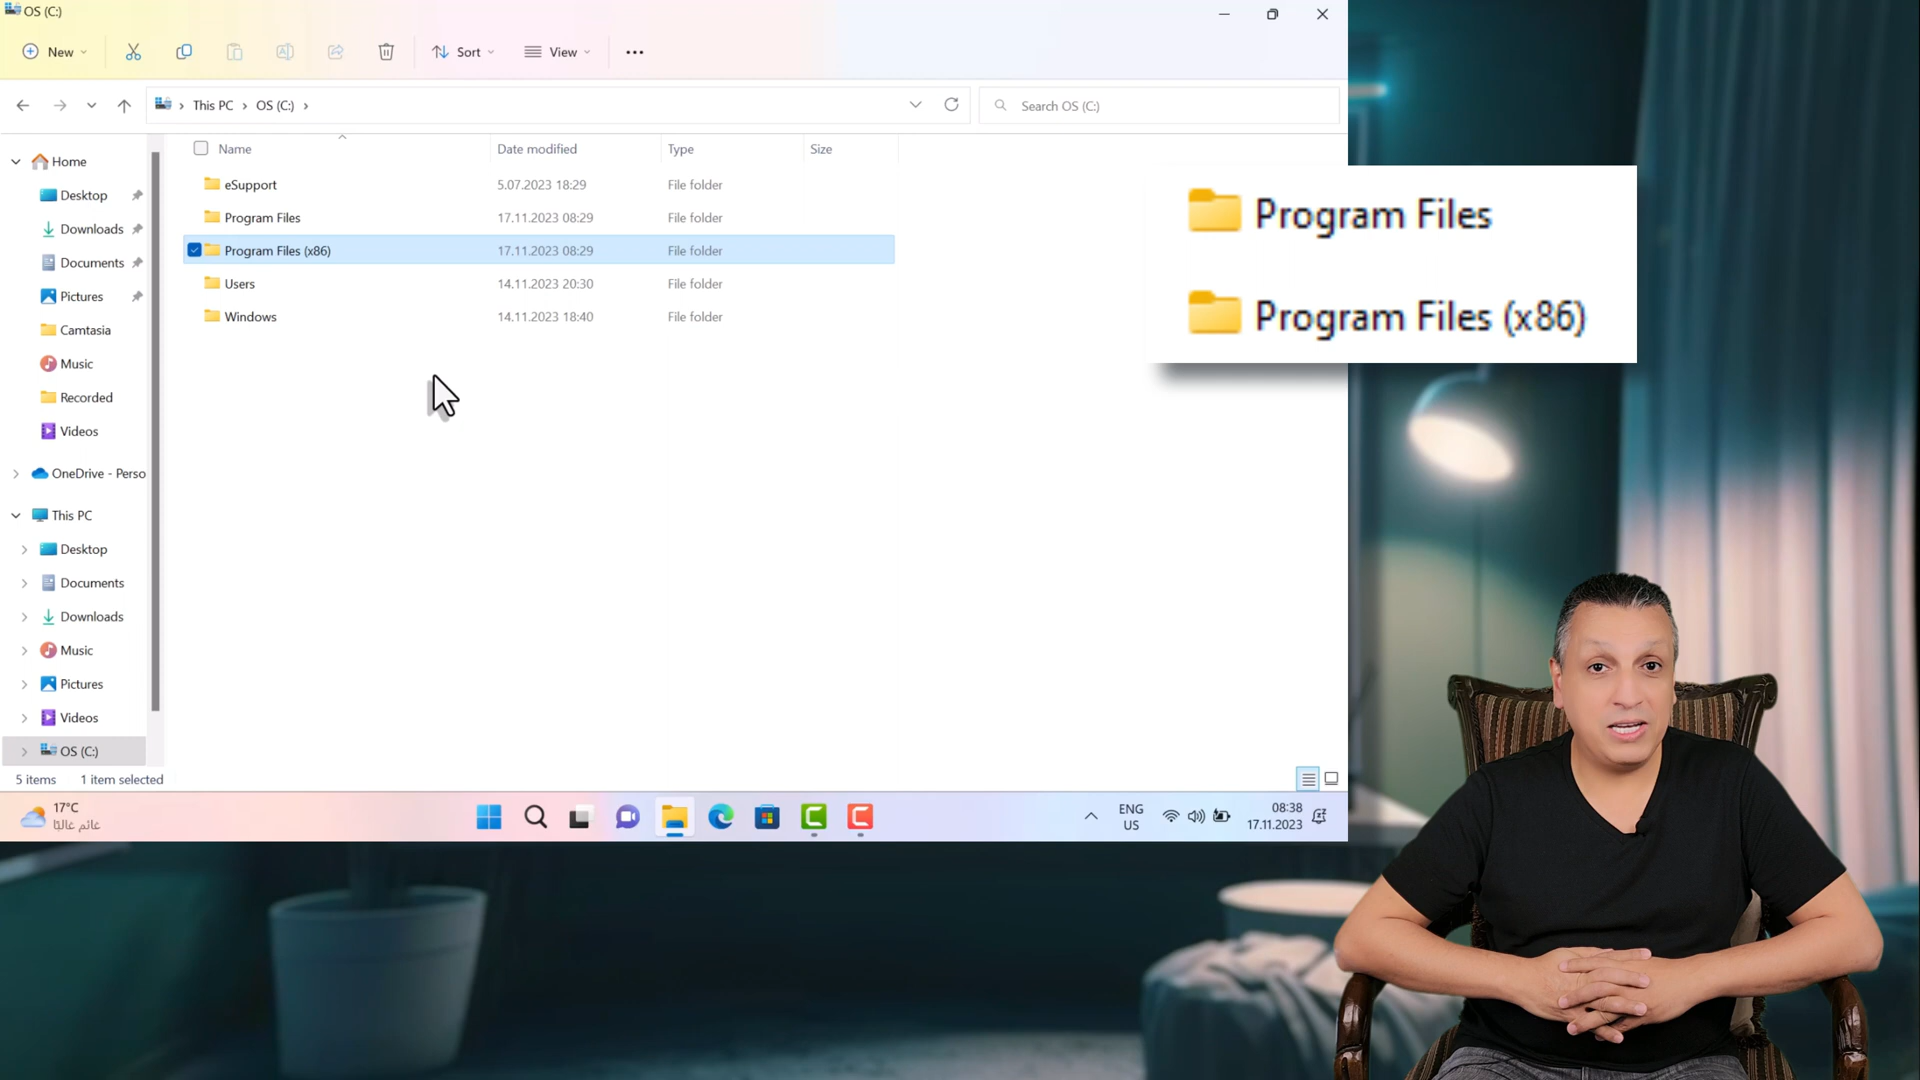 OS (C:)
New
Sort
View
This PC > OS (C:) >
Search OS (C:)
Name
Date modified
Type
Size
eSupport
5.07.2023 18:29
File folder
Program Files
17.11.2023 08:29
File folder
Program Files (x86)
17.11.2023 08:29
File folder
Users
14.11.2023 20:30
File folder
Windows
14.11.2023 18:40
File folder
Home
Desktop
Downloads
Documents
Pictures
Camtasia
Music
Recorded
Videos
OneDrive - Perso
This PC
Desktop
Documents
Downloads
Music
Pictures
Videos
OS (C:)
5 items
1 item selected
Program Files
Program Files (x86)
17°C
غائم غالبًا
ENG
US
08:38
17.11.2023